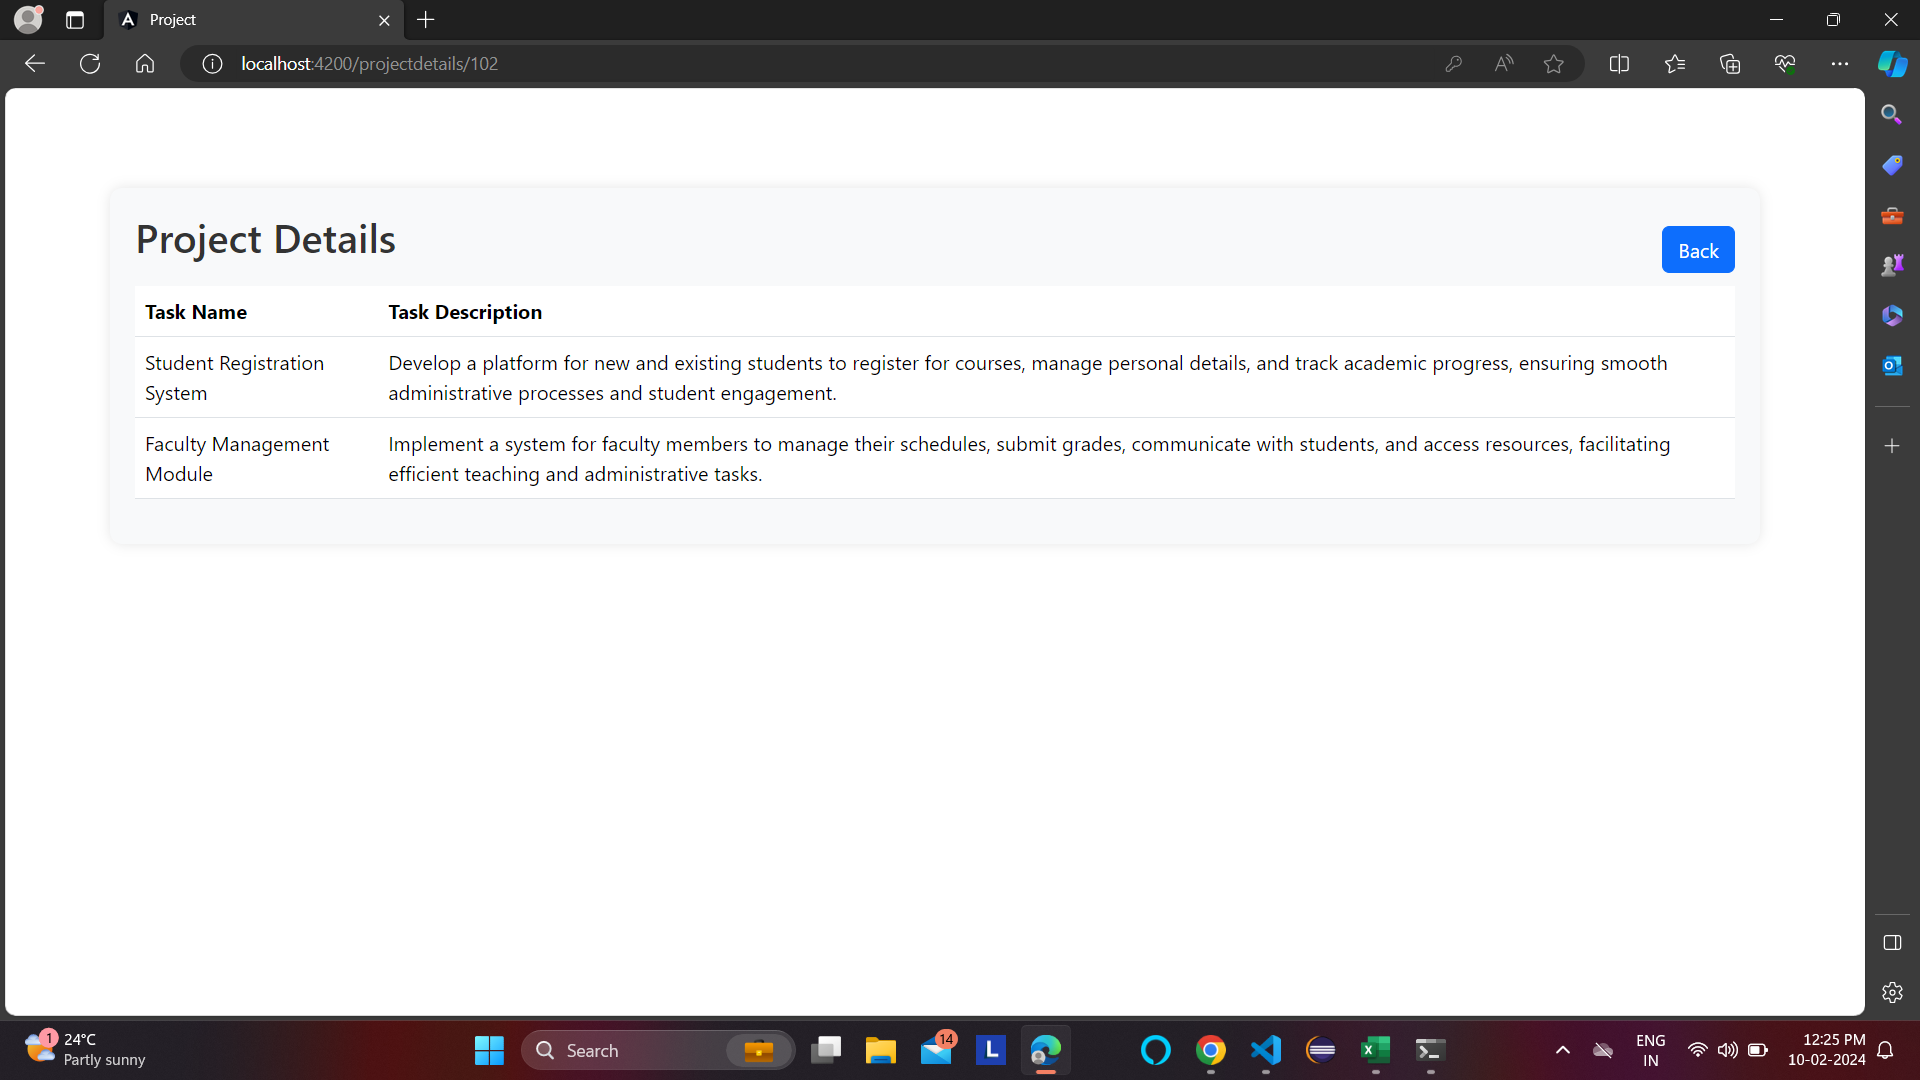 Project
localhost:4200/projectdetails/102
Project Details
Back
Task Name Task Description
Student Registration System
Develop a platform for new and existing students to register for courses, manage personal details, and track academic progress, ensuring smooth
administrative processes and student engagement.
Faculty Management Module
Implement a system for faculty members to manage their schedules, submit grades, communicate with students, and access resources, facilitating
efficient teaching and administrative tasks.
1
24°C
Partly sunny
Search
14
L
ENG
IN
12:25 PM
10-02-2024